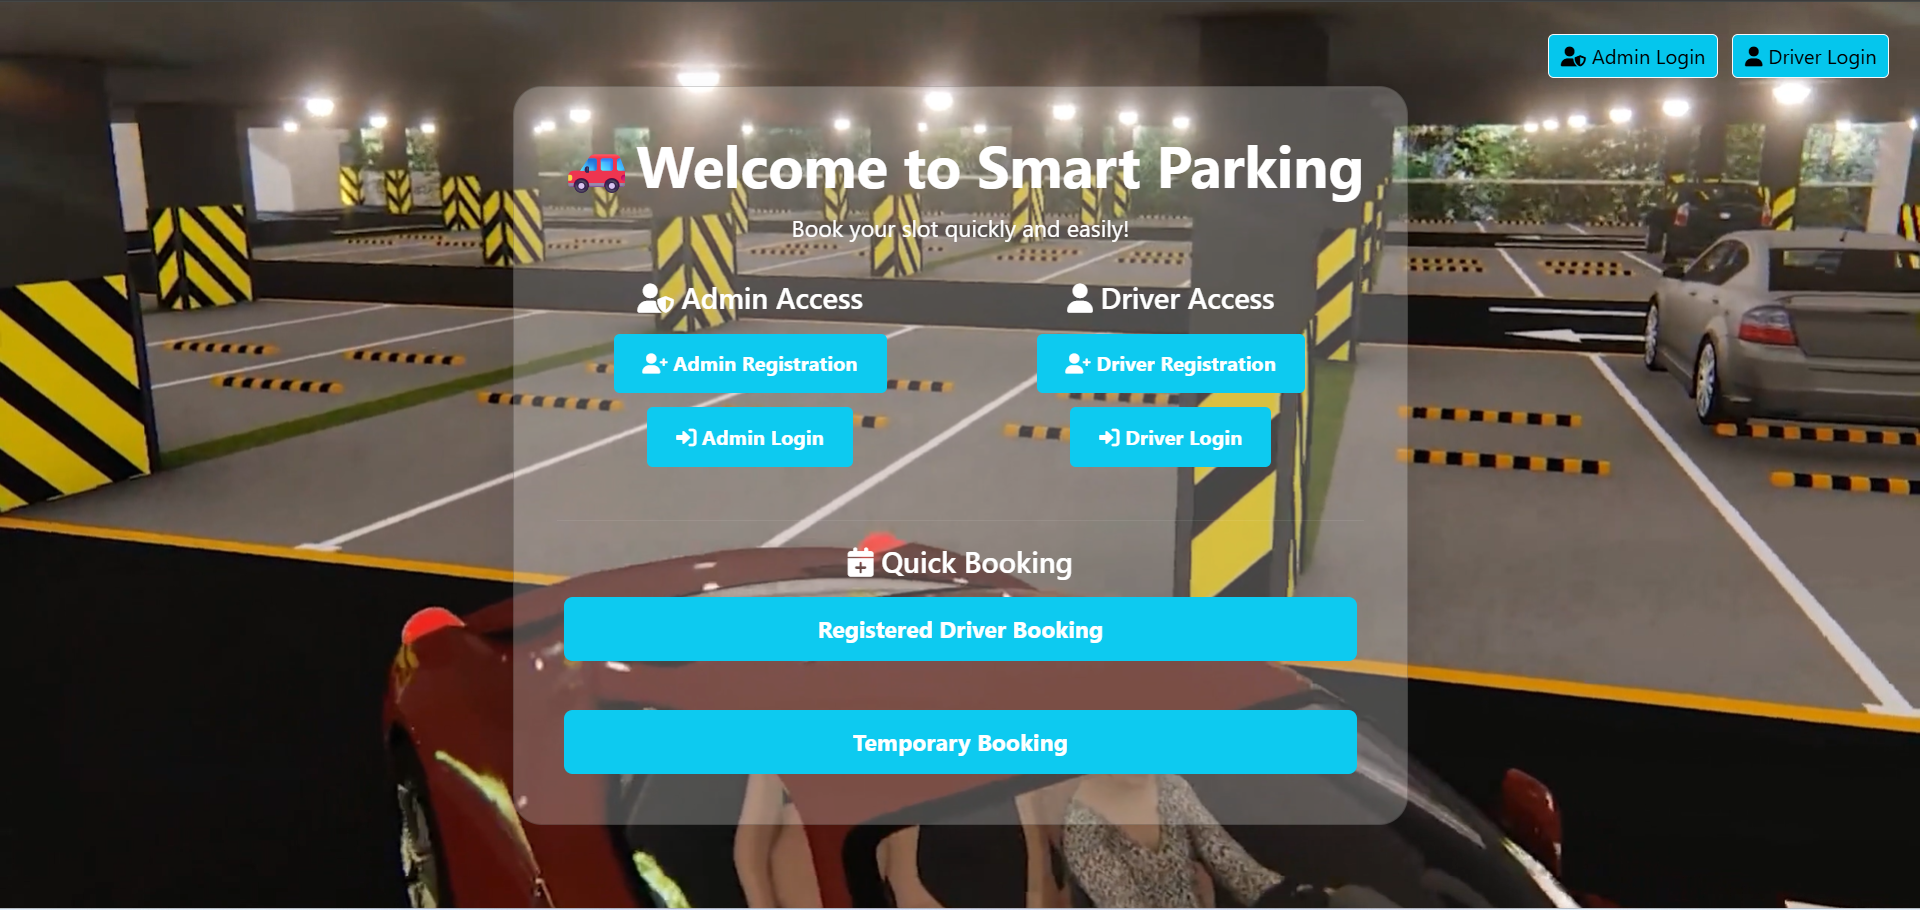 Admin Login
Driver Login
Welcome to Smart Parking
Book your slot quickly and easily!
Admin Access
Driver Access
Admin Registration
Driver Registration
Admin Login
Driver Login
Quick Booking
Registered Driver Booking
Temporary Booking